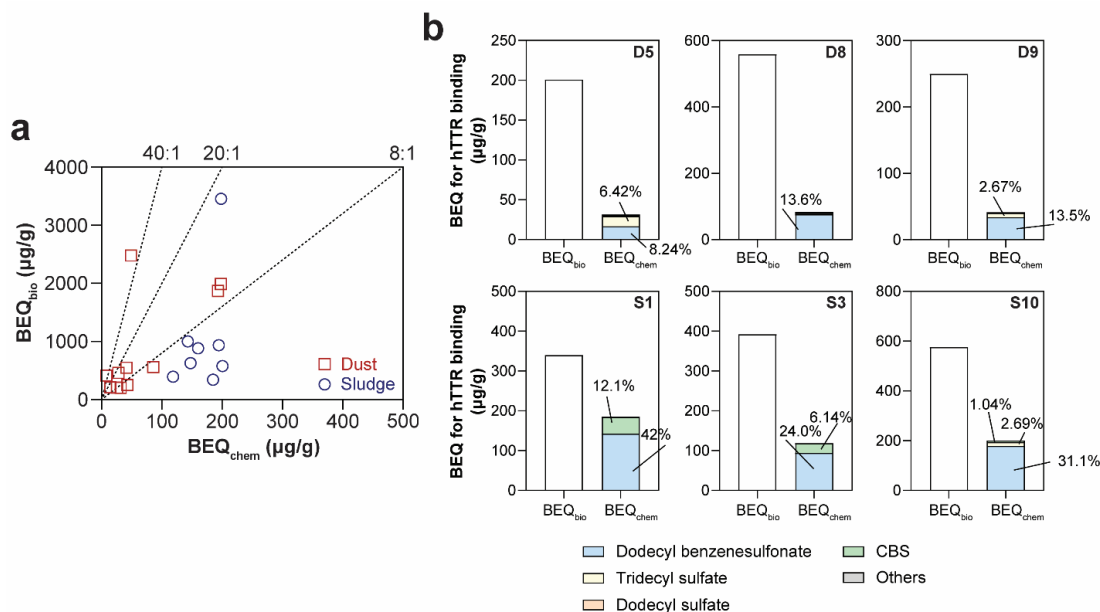 a
40:1
20:1
8:1
4000
3000
2000
1000
0
BEQbio (µg/g)
Dust
Sludge
0
100
200
300
400
500
BEQchem (µg/g)
b
D5
250
200
150
100
50
0
BEQ for hTTR binding
(µg/g)
6.42%
8.24%
BEQbio
BEQchem
D8
800
600
400
200
0
13.6%
BEQbio
BEQchem
D9
300
200
100
0
2.67%
13.5%
BEQbio
BEQchem
S1
500
400
300
200
100
0
BEQ for hTTR binding
(µg/g)
12.1%
42%
BEQbio
BEQchem
S3
500
400
300
200
100
0
6.14%
24.0%
BEQbio
BEQchem
S10
800
600
400
200
0
1.04%
2.69%
31.1%
BEQbio
BEQchem
Dodecyl benzenesulfonate
Tridecyl sulfate
Dodecyl sulfate
CBS
Others